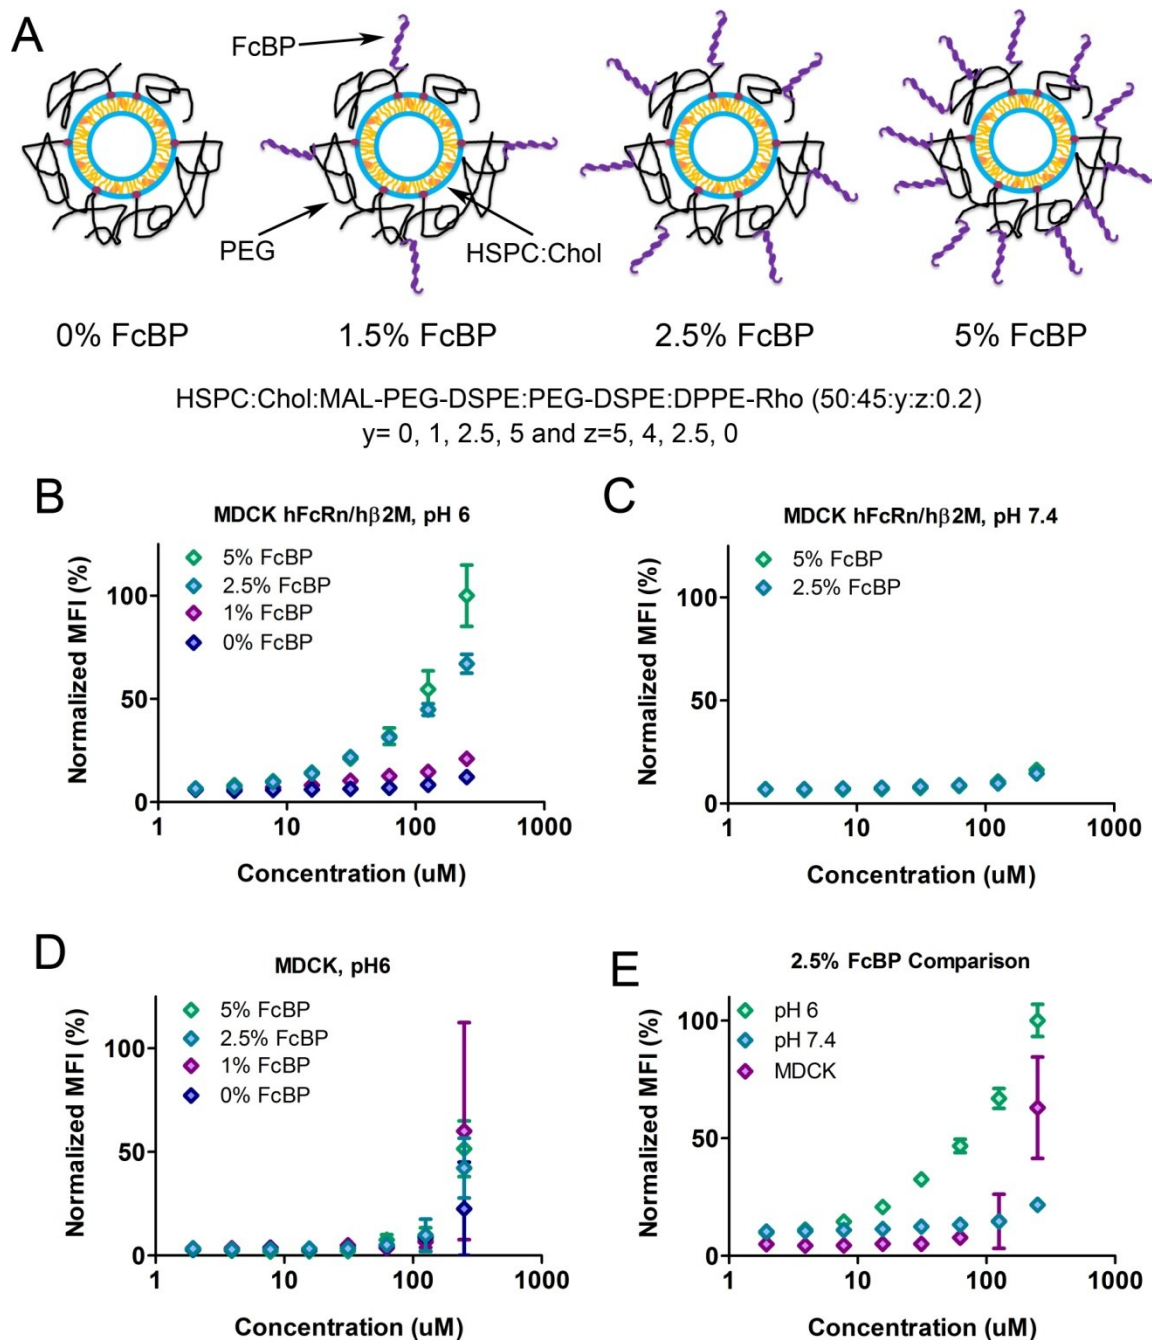 A
FcBP
PEG
HSPC:Chol
0% FcBP
1.5% FcBP
2.5% FcBP
5% FcBP
HSPC:Chol:MAL-PEG-DSPE:PEG-DSPE:DPPE-Rho (50:45:y:z:0.2)
y= 0, 1, 2.5, 5 and z=5, 4, 2.5, 0
B
MDCK hFcRn/hβ2M, pH 6
5% FcBP
2.5% FcBP
1% FcBP
0% FcBP
Normalized MFI (%)
100
50
0
1
10
100
1000
Concentration (uM)
C
MDCK hFcRn/hβ2M, pH 7.4
5% FcBP
2.5% FcBP
Normalized MFI (%)
100
50
0
1
10
100
1000
Concentration (uM)
D
MDCK, pH6
5% FcBP
2.5% FcBP
1% FcBP
0% FcBP
Normalized MFI (%)
100
50
0
1
10
100
1000
Concentration (uM)
E
2.5% FcBP Comparison
pH 6
pH 7.4
MDCK
Normalized MFI (%)
100
50
0
1
10
100
1000
Concentration (uM)